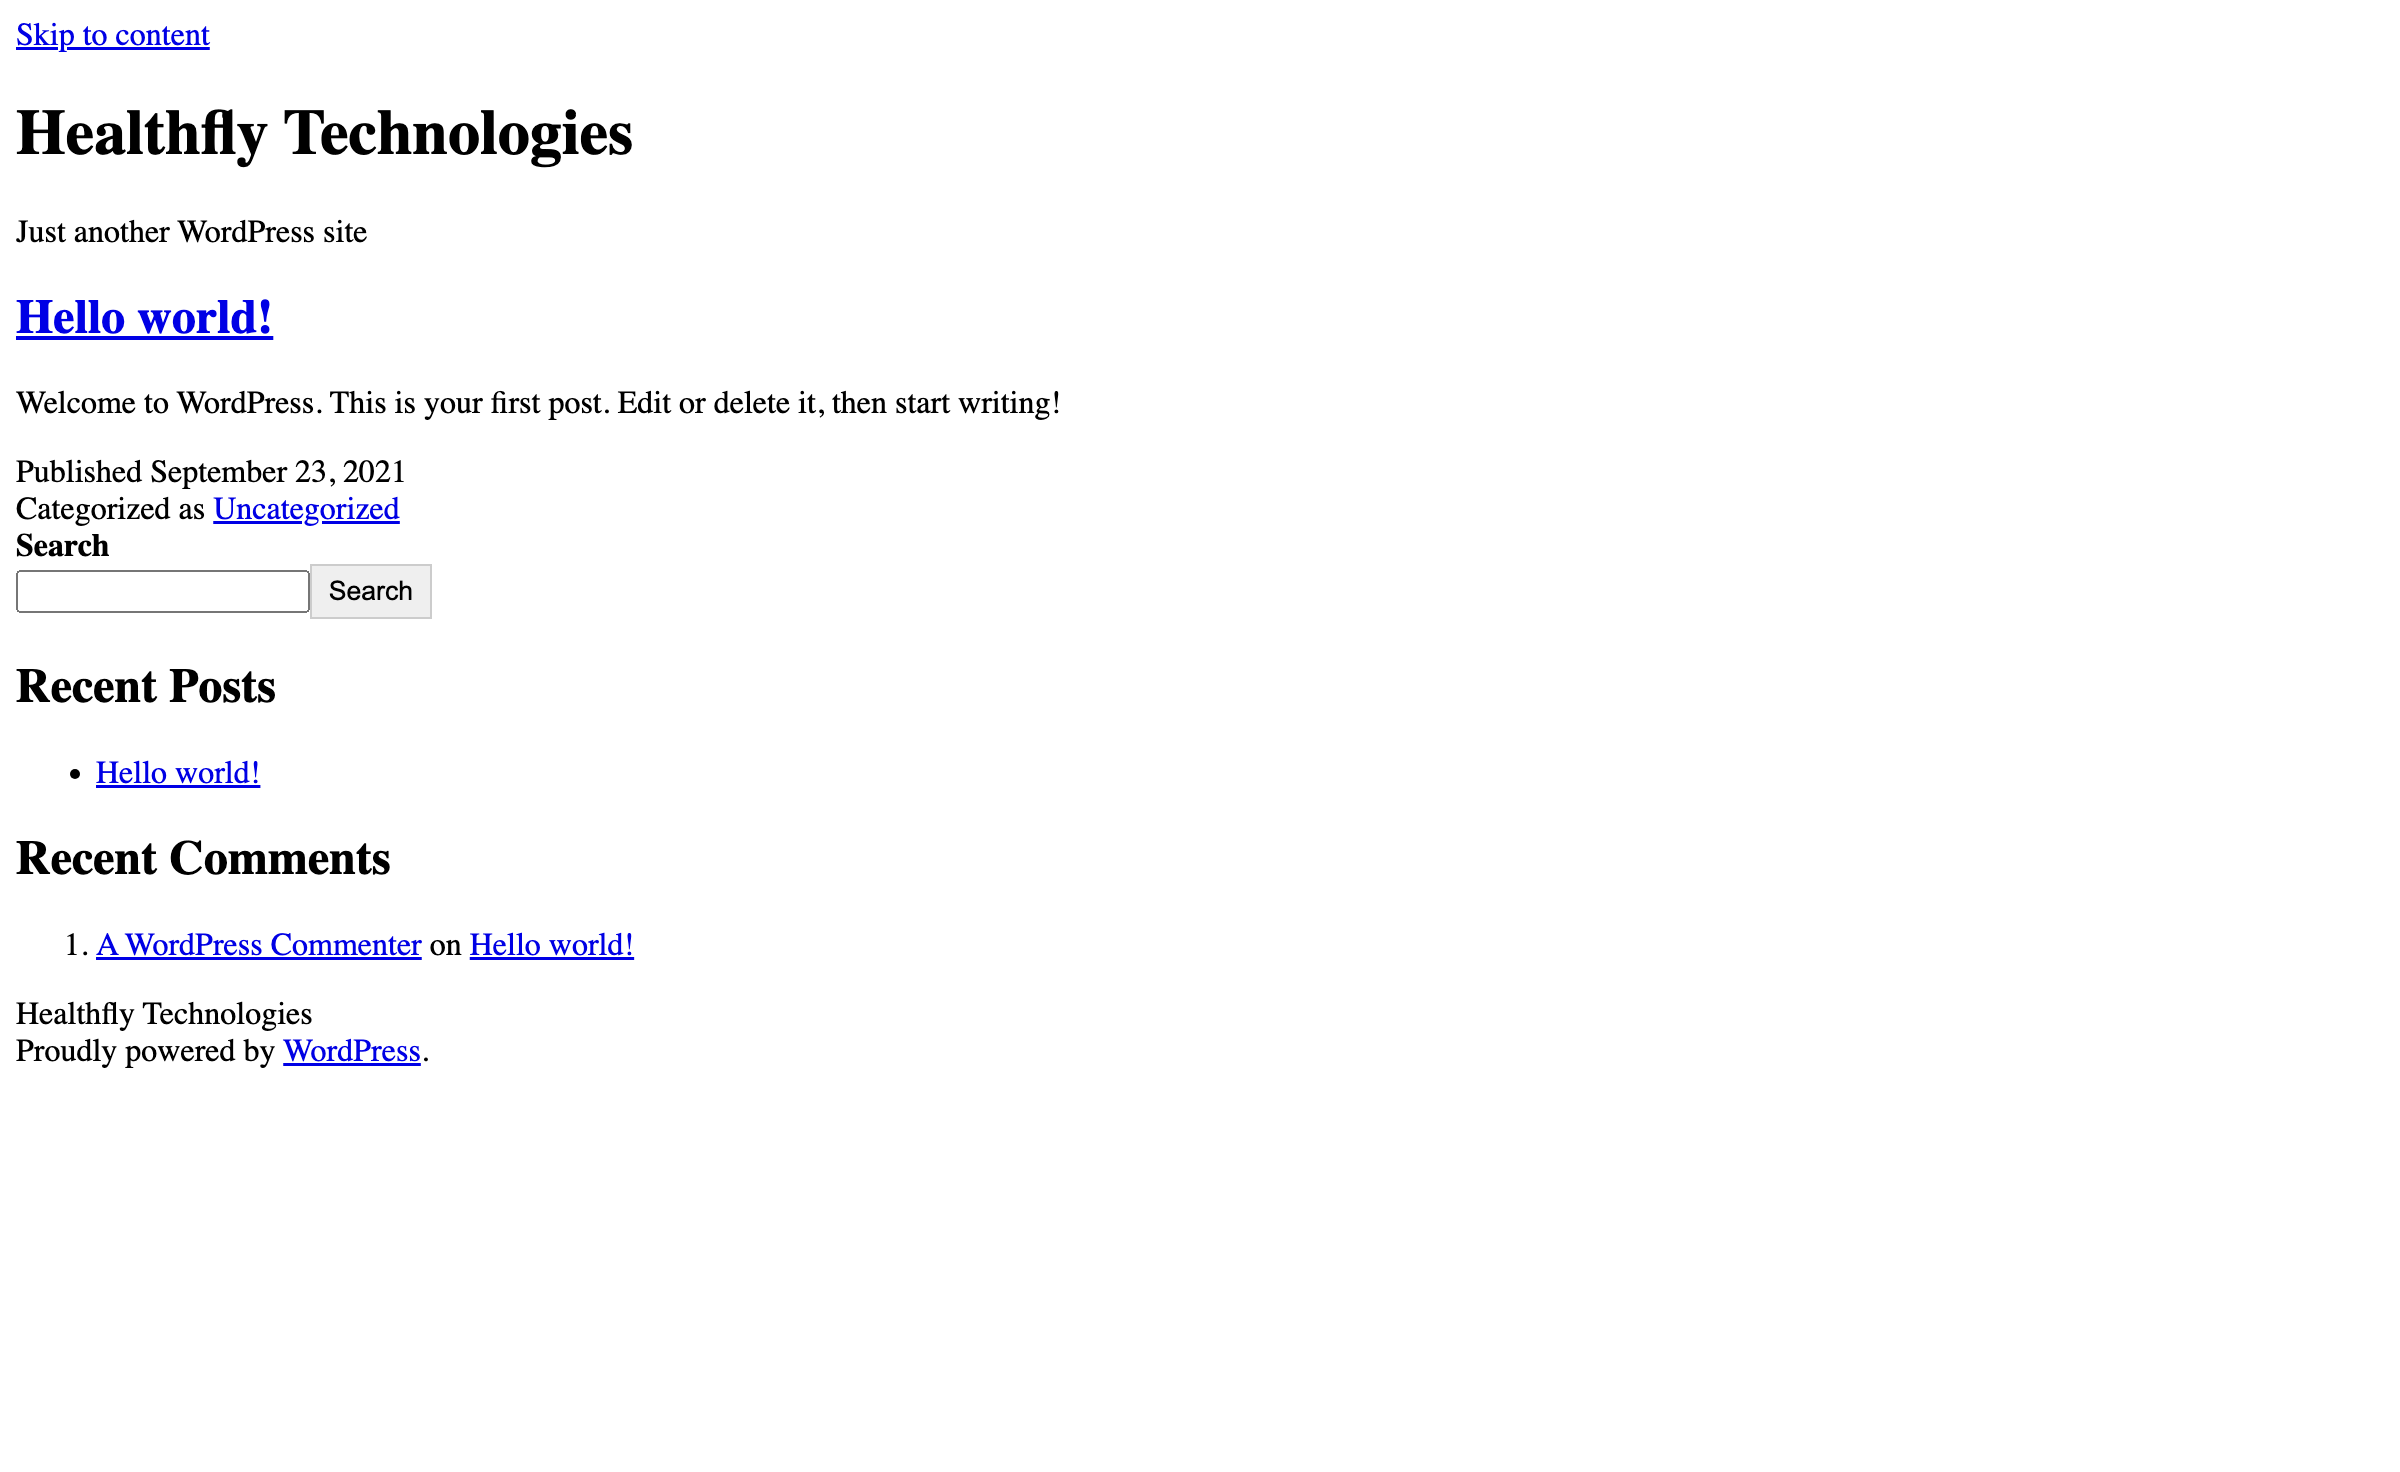 Skip to content
Healthfly Technologies
Just another WordPress site
Hello world!
Welcome to WordPress. This is your first post. Edit or delete it, then start writing!
Published September 23, 2021
Categorized as Uncategorized
Search
Search
Recent Posts
• Hello world!
Recent Comments
1. A WordPress Commenter on Hello world!
Healthfly Technologies
Proudly powered by WordPress.